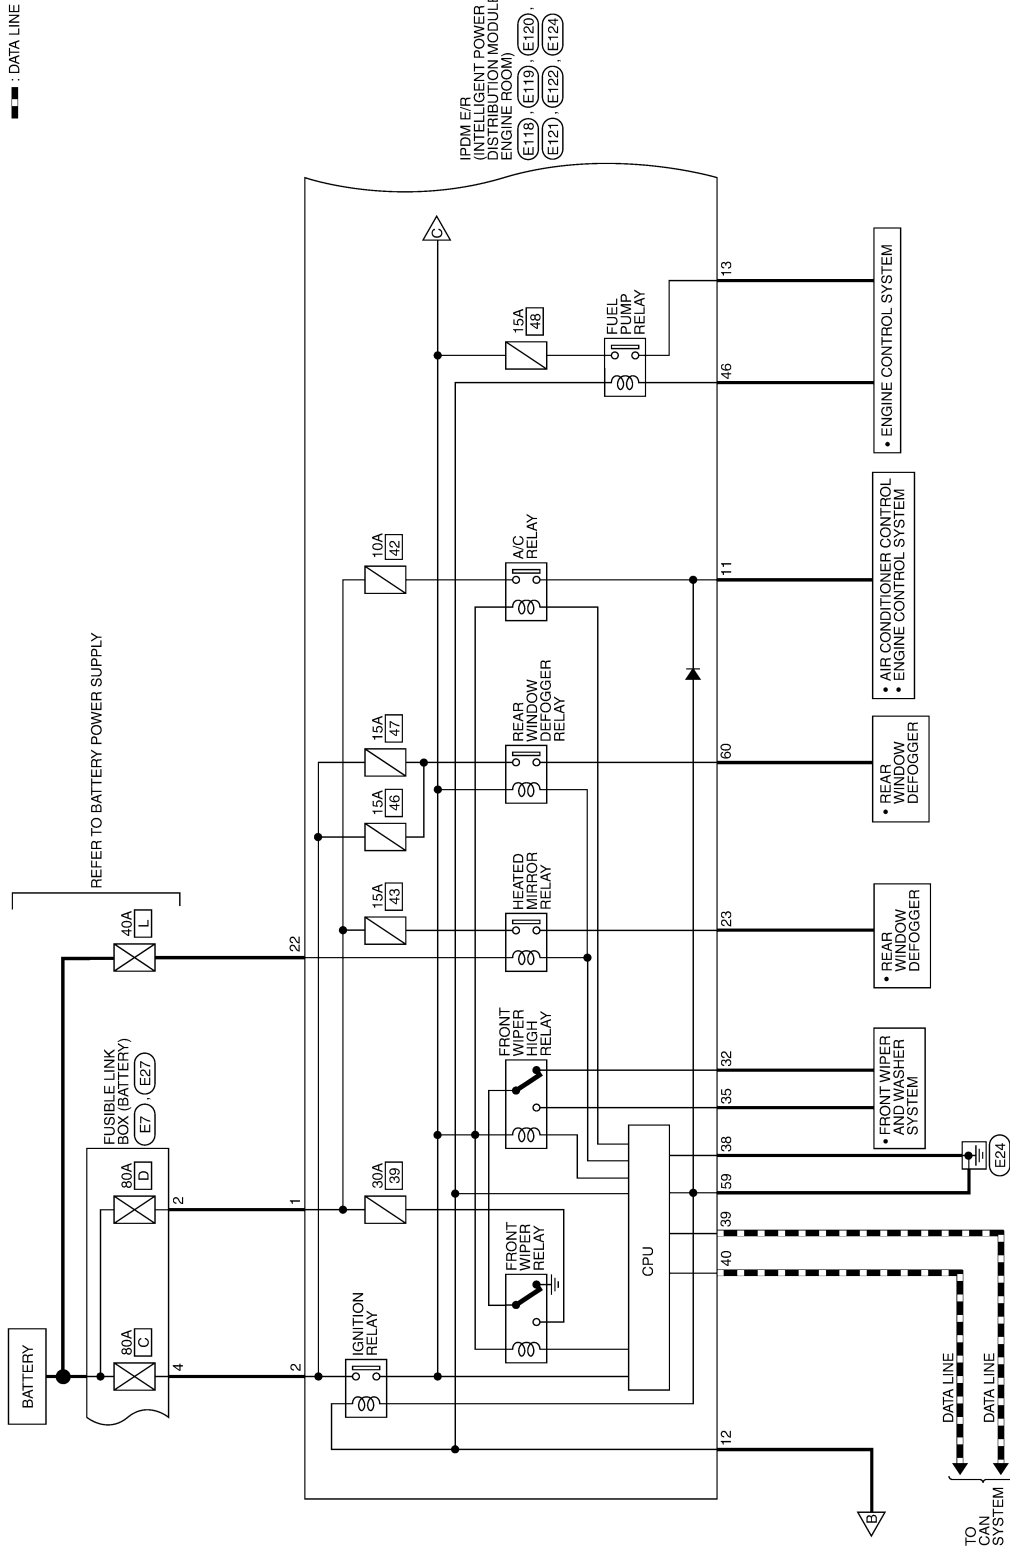 : DATA LINE
REFER TO BATTERY POWER SUPPLY
BATTERY
FUSIBLE LINK
BOX (BATTERY)
E7 , E27
80A
C
80A
D
40A
L
4
2
2
1
22
IPDM E/R
(INTELLIGENT POWER
DISTRIBUTION MODULE
ENGINE ROOM)
E118 , E119 , E120 ,
E121 , E122 , E124
IGNITION
RELAY
30A
39
15A
43
15A
46
15A
47
10A
42
15A
48
C
FRONT
WIPER
RELAY
FRONT
WIPER
HIGH
RELAY
HEATED
MIRROR
RELAY
REAR
WINDOW
DEFOGGER
RELAY
A/C
RELAY
FUEL
PUMP
RELAY
CPU
12
40
39
59
38
35
32
23
60
11
46
13
B
DATA LINE
DATA LINE
TO
CAN
SYSTEM
E24
• FRONT WIPER
AND WASHER
SYSTEM
• REAR
WINDOW
DEFOGGER
• REAR
WINDOW
DEFOGGER
• AIR CONDITIONER CONTROL
• ENGINE CONTROL SYSTEM
• ENGINE CONTROL SYSTEM